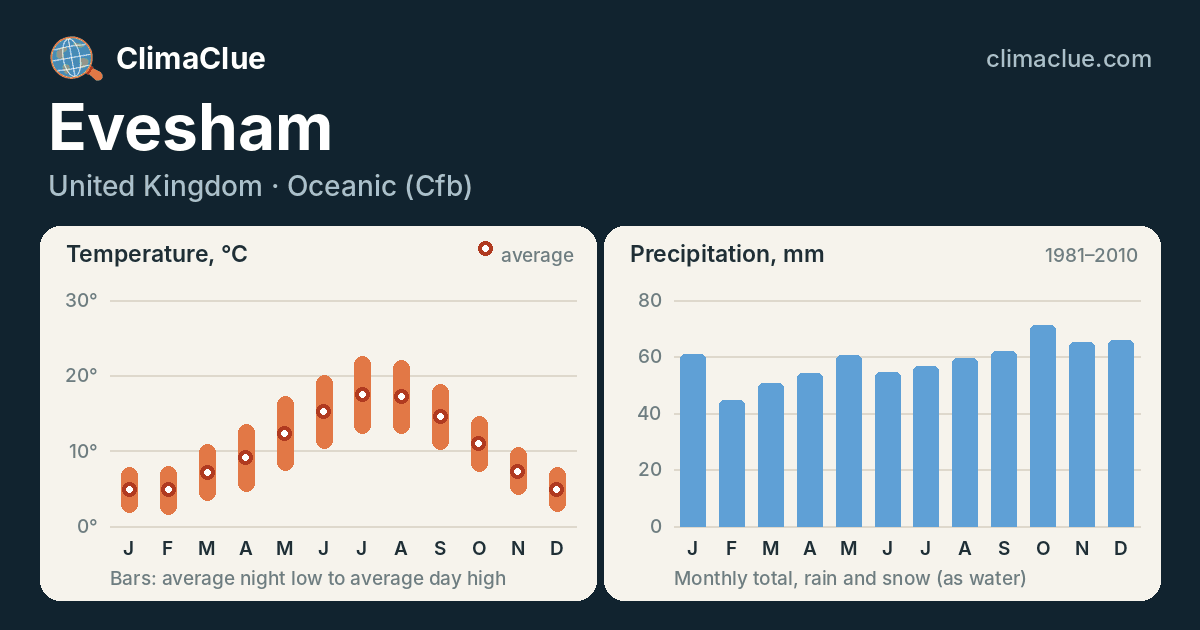 ClimaClue
climaclue.com
Evesham
United Kingdom · Oceanic (Cfb)
Temperature, °C
average
30°
20°
10°
0°
J F M A M J J A S O N D
Bars: average night low to average day high
Precipitation, mm
1981–2010
80
60
40
20
0
J F M A M J J A S O N D
Monthly total, rain and snow (as water)